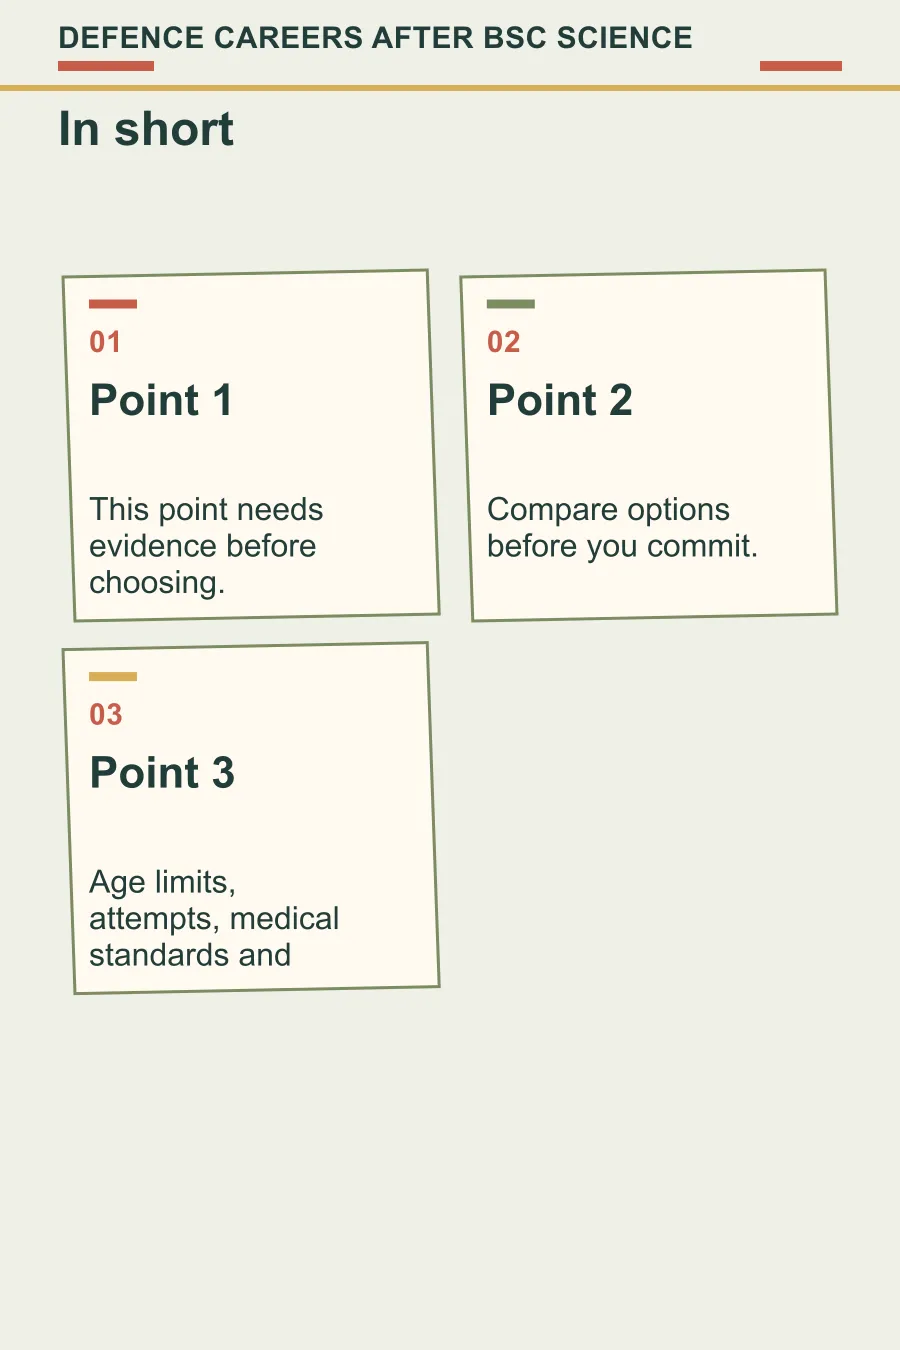 DEFENCE CAREERS AFTER BSC SCIENCE
In short
01
Point 1
This point needs
evidence before
choosing.
02
Point 2
Compare options
before you commit.
03
Point 3
Age limits,
attempts, medical
standards and